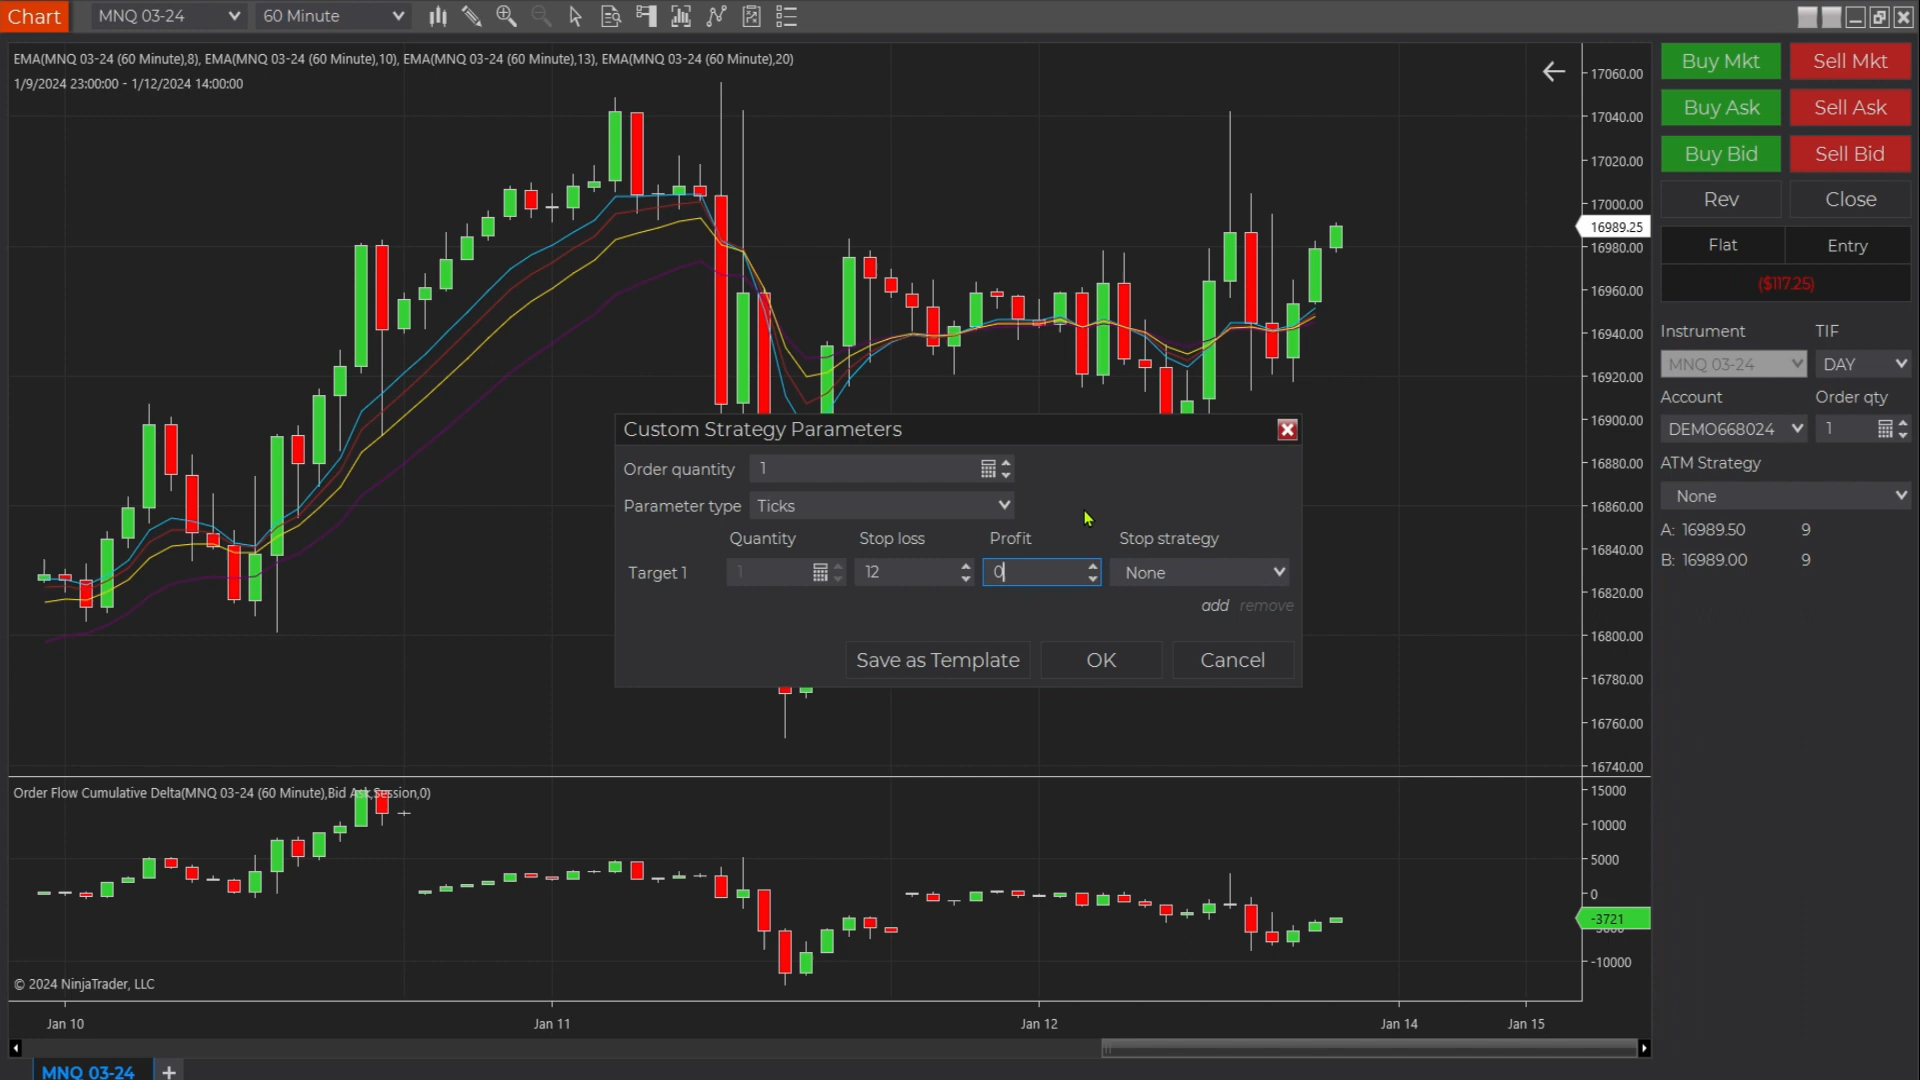 Chart MNQ 03-24 60 Minute
EMA(MNQ 03-24 (60 Minute),8), EMA(MNQ 03-24 (60 Minute),10), EMA(MNQ 03-24 (60 Minute),13), EMA(MNQ 03-24 (60 Minute),20)
1/9/2024 23:00:00 - 1/12/2024 14:00:00
17060.00
17040.00
17020.00
17000.00
16989.25
16980.00
16960.00
16940.00
16920.00
16900.00
16880.00
16860.00
16840.00
16820.00
16800.00
16780.00
16760.00
16740.00
Buy Mkt Sell Mkt
Buy Ask Sell Ask
Buy Bid Sell Bid
Rev Close
Flat Entry
($117.25)
Instrument TIF
MNQ 03-24 DAY
Account Order qty
DEMO668024 1
ATM Strategy
None
A: 16989.50 9
B: 16989.00 9
Custom Strategy Parameters
Order quantity 1
Parameter type Ticks
Quantity Stop loss Profit Stop strategy
Target 1 1 12 0 None
add remove
Save as Template OK Cancel
Order Flow Cumulative Delta(MNQ 03-24 (60 Minute),Bid Ask,Session,0)
15000
10000
5000
0
-3721
-10000
© 2024 NinjaTrader, LLC
Jan 10 Jan 11 Jan 12 Jan 14 Jan 15
MNQ 03-24 +